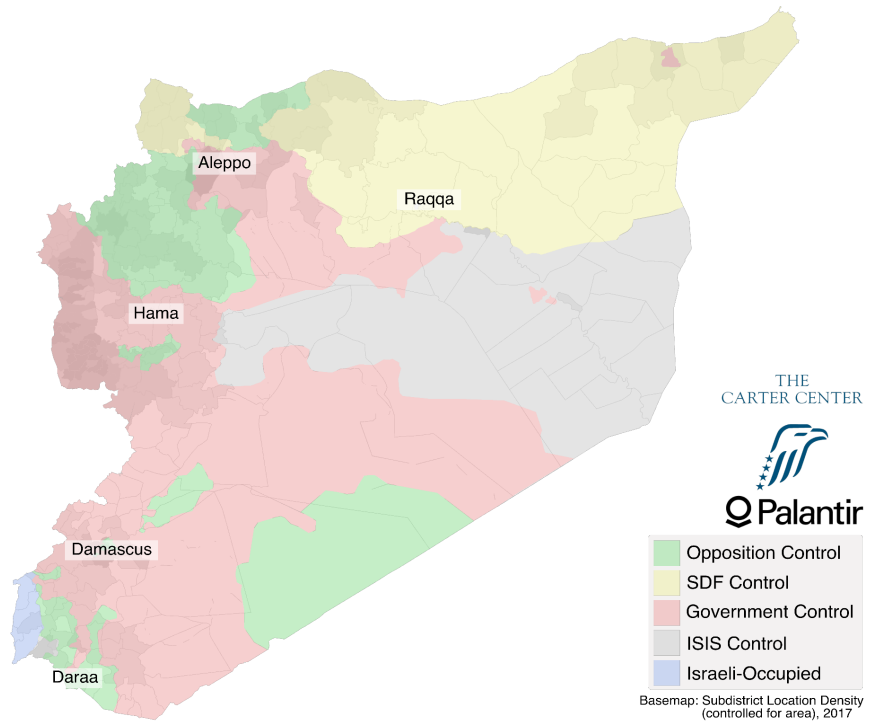 Aleppo
Raqqa
Hama
Damascus
Daraa
THE
CARTER CENTER
Palantir
Opposition Control
SDF Control
Government Control
ISIS Control
Israeli-Occupied
Basemap: Subdistrict Location Density
(controlled for area), 2017